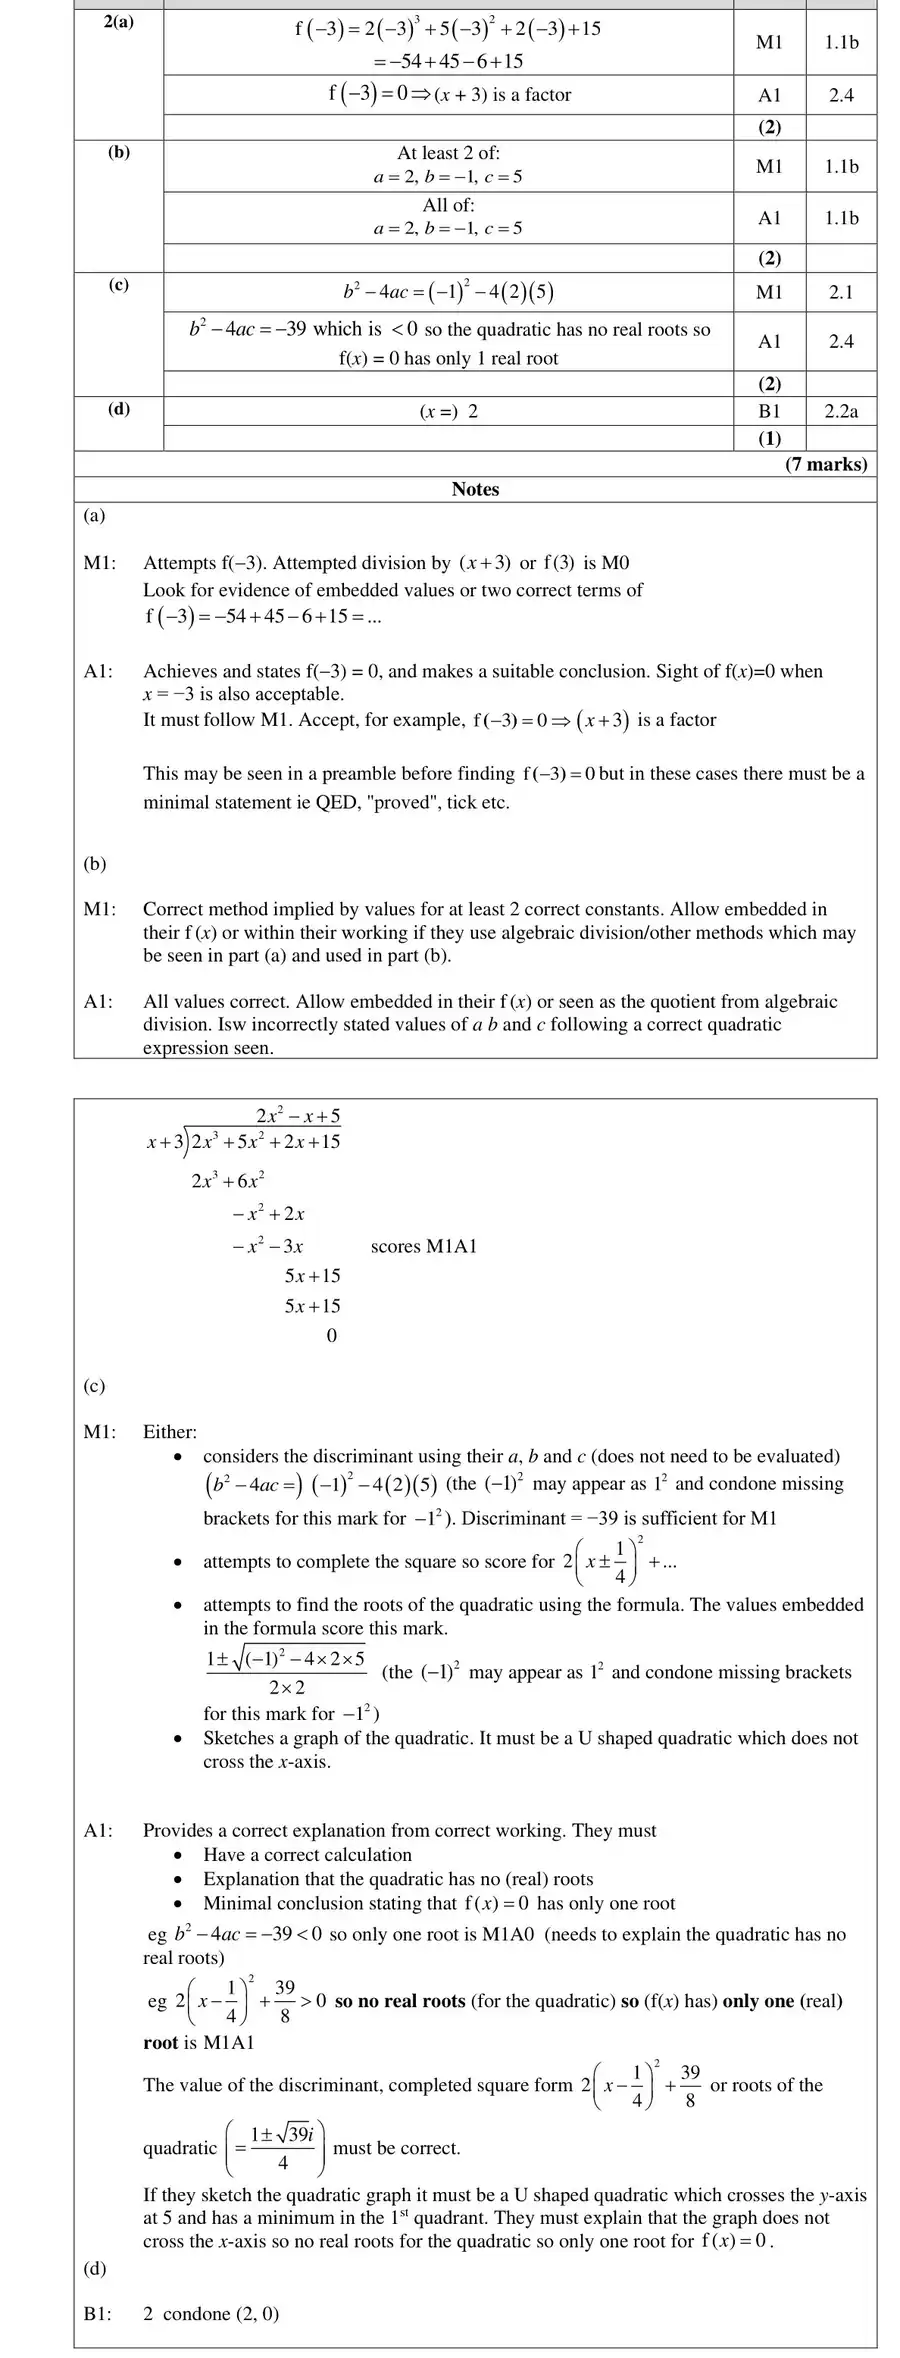 2(a)
f(−3) = 2(−3)³ + 5(−3)² + 2(−3) + 15
= −54 + 45 − 6 + 15
M1 1.1b
f(−3) = 0 ⇒ (x + 3) is a factor
A1 2.4
(2)
(b)
At least 2 of:
a = 2, b = −1, c = 5
M1 1.1b
All of:
a = 2, b = −1, c = 5
A1 1.1b
(2)
(c)
b² − 4ac = (−1)² − 4(2)(5)
M1 2.1
b² − 4ac = −39 which is < 0 so the quadratic has no real roots so
f(x) = 0 has only 1 real root
A1 2.4
(2)
(d)
(x =) 2
B1 2.2a
(1)
(7 marks)
Notes
(a)
M1: Attempts f(−3). Attempted division by (x + 3) or f(3) is M0
Look for evidence of embedded values or two correct terms of
f(−3) = −54 + 45 − 6 + 15 = ...
A1: Achieves and states f(−3) = 0, and makes a suitable conclusion. Sight of f(x)=0 when
x = −3 is also acceptable.
It must follow M1. Accept, for example, f(−3) = 0 ⇒ (x + 3) is a factor
This may be seen in a preamble before finding f(−3) = 0 but in these cases there must be a
minimal statement ie QED, "proved", tick etc.
(b)
M1: Correct method implied by values for at least 2 correct constants. Allow embedded in
their f (x) or within their working if they use algebraic division/other methods which may
be seen in part (a) and used in part (b).
A1: All values correct. Allow embedded in their f (x) or seen as the quotient from algebraic
division. Isw incorrectly stated values of a b and c following a correct quadratic
expression seen.
2x² − x + 5
x + 3)2x³ + 5x² + 2x + 15
2x³ + 6x²
− x² + 2x
− x² − 3x scores M1A1
5x + 15
5x + 15
0
(c)
M1: Either:
• considers the discriminant using their a, b and c (does not need to be evaluated)
(b² − 4ac =) (−1)² − 4(2)(5) (the (−1)² may appear as 1² and condone missing
brackets for this mark for −1²). Discriminant = −39 is sufficient for M1
• attempts to complete the square so score for 2(x ± 1/4)² + ...
• attempts to find the roots of the quadratic using the formula. The values embedded
in the formula score this mark.
1 ± √(−1)² − 4 × 2 × 5 / 2 × 2 (the (−1)² may appear as 1² and condone missing brackets
for this mark for −1²)
• Sketches a graph of the quadratic. It must be a U shaped quadratic which does not
cross the x-axis.
A1: Provides a correct explanation from correct working. They must
• Have a correct calculation
• Explanation that the quadratic has no (real) roots
• Minimal conclusion stating that f(x) = 0 has only one root
eg b² − 4ac = −39 < 0 so only one root is M1A0 (needs to explain the quadratic has no
real roots)
eg 2(x − 1/4)² + 39/8 > 0 so no real roots (for the quadratic) so (f(x) has) only one (real)
root is M1A1
The value of the discriminant, completed square form 2(x − 1/4)² + 39/8 or roots of the
quadratic (= 1 ± √39i / 4) must be correct.
If they sketch the quadratic graph it must be a U shaped quadratic which crosses the y-axis
at 5 and has a minimum in the 1st quadrant. They must explain that the graph does not
cross the x-axis so no real roots for the quadratic so only one root for f(x) = 0.
(d)
B1: 2 condone (2, 0)